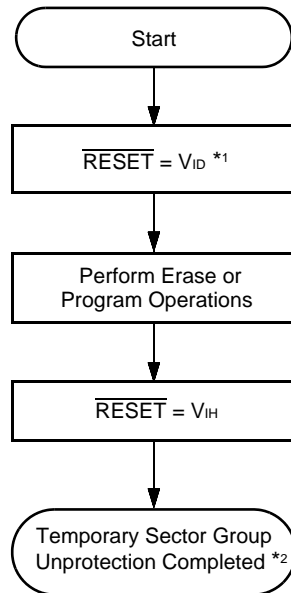 Start
RESET = VID *1
Perform Erase or
Program Operations
RESET = VIH
Temporary Sector Group
Unprotection Completed *2